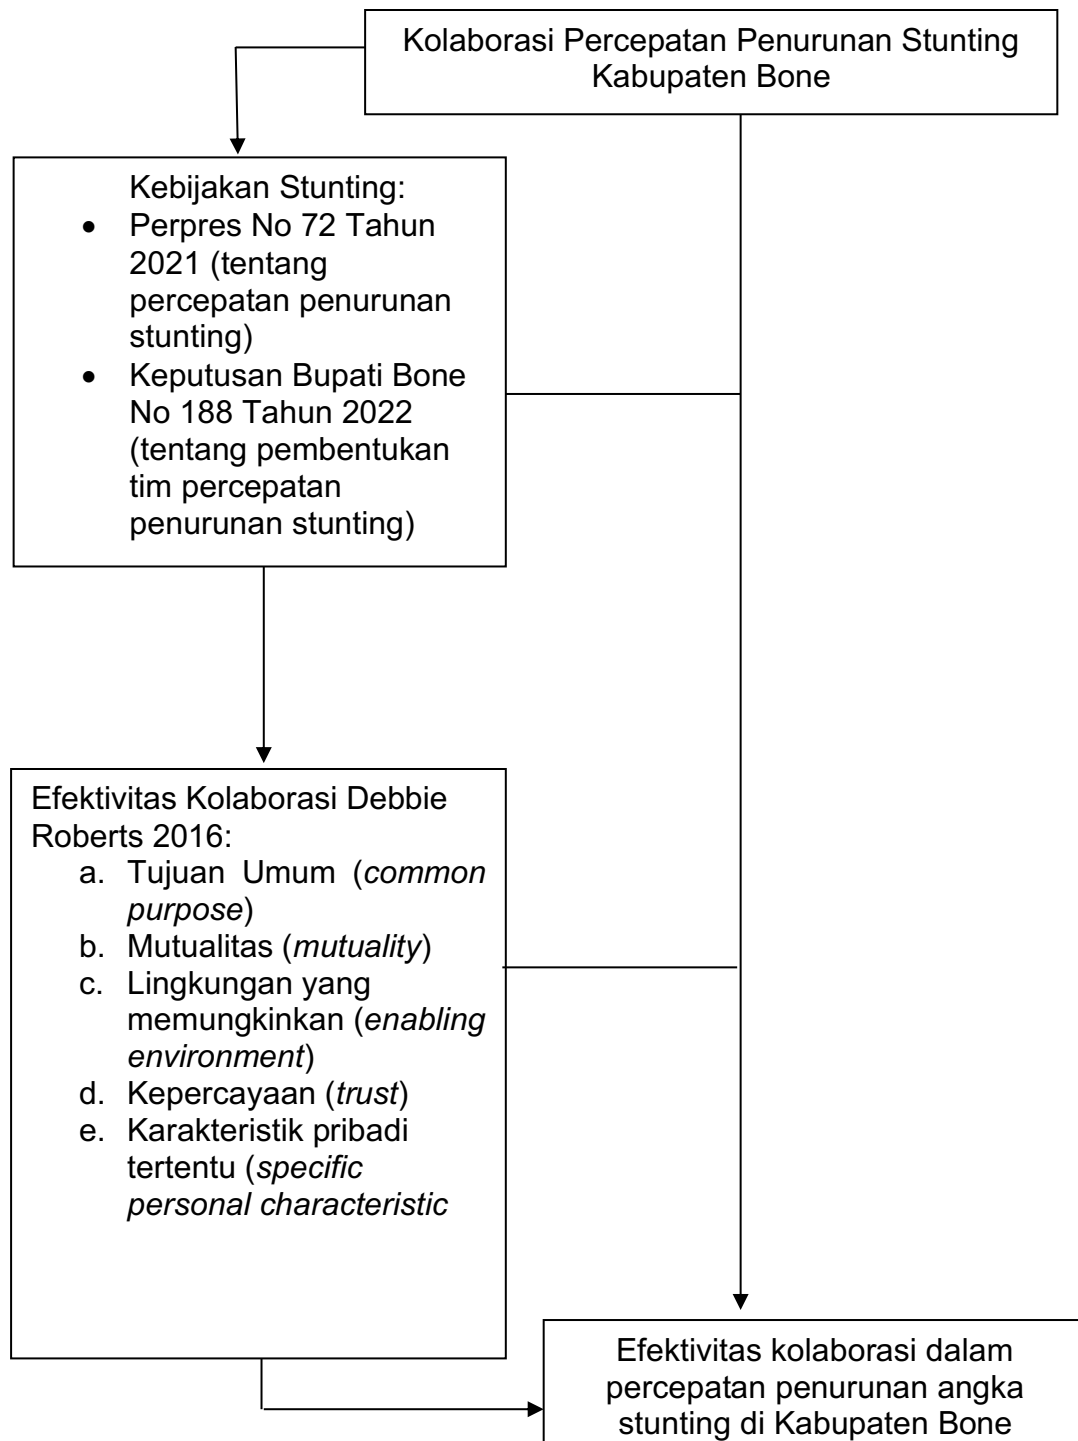 Kolaborasi Percepatan Penurunan Stunting
Kabupaten Bone
Kebijakan Stunting:
• Perpres No 72 Tahun
2021 (tentang
percepatan penurunan
stunting)
• Keputusan Bupati Bone
No 188 Tahun 2022
(tentang pembentukan
tim percepatan
penurunan stunting)
Efektivitas Kolaborasi Debbie
Roberts 2016:
a. Tujuan Umum (common
purpose)
b. Mutualitas (mutuality)
c. Lingkungan yang
memungkinkan (enabling
environment)
d. Kepercayaan (trust)
e. Karakteristik pribadi
tertentu (specific
personal characteristic
Efektivitas kolaborasi dalam
percepatan penurunan angka
stunting di Kabupaten Bone